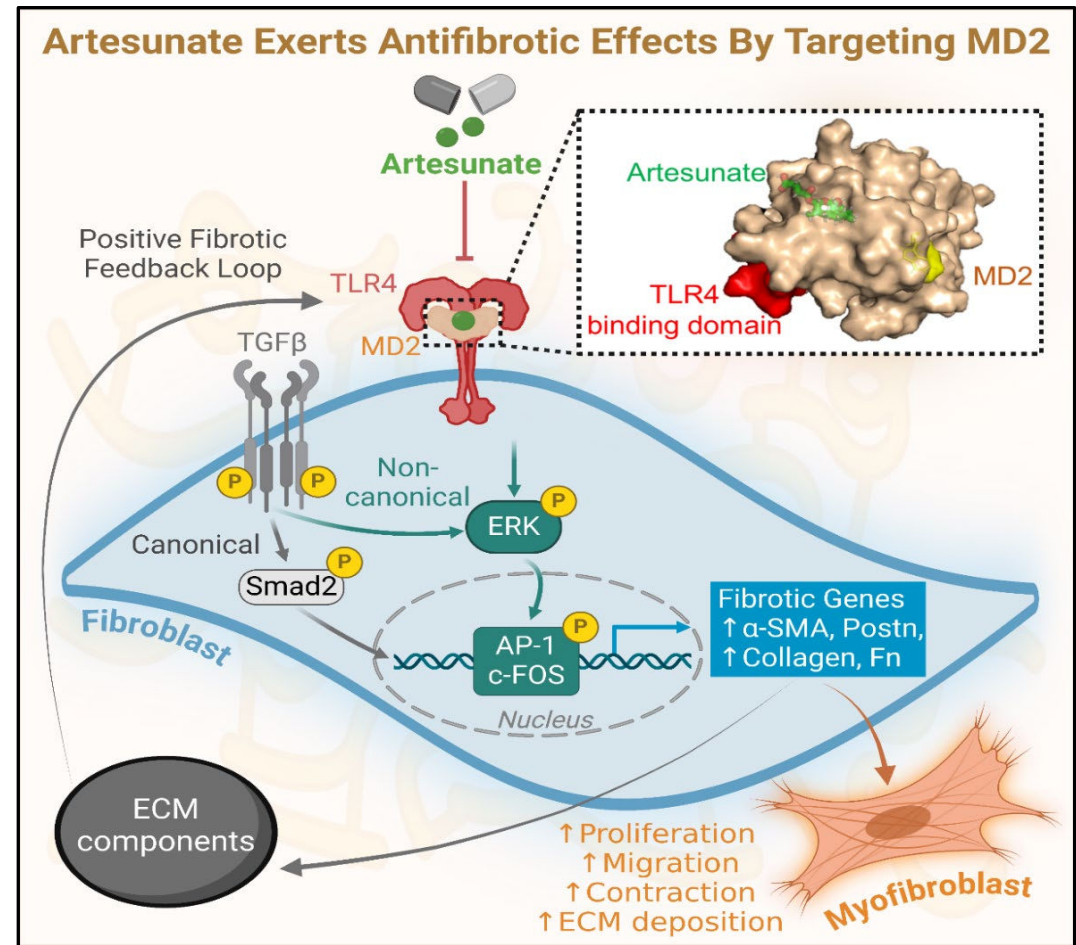 Artesunate Exerts Antifibrotic Effects By Targeting MD2
Artesunate
Artesunate
MD2
TLR4
binding domain
Positive Fibrotic
Feedback Loop
TLR4
MD2
TGFβ
P
P
Non-
canonical
P
ERK
Canonical
P
Smad2
Fibroblast
P
AP-1
c-FOS
Nucleus
Fibrotic Genes
↑α-SMA, Postn,
↑Collagen, Fn
ECM
components
↑Proliferation
↑Migration
↑Contraction
↑ECM deposition
Myofibroblast